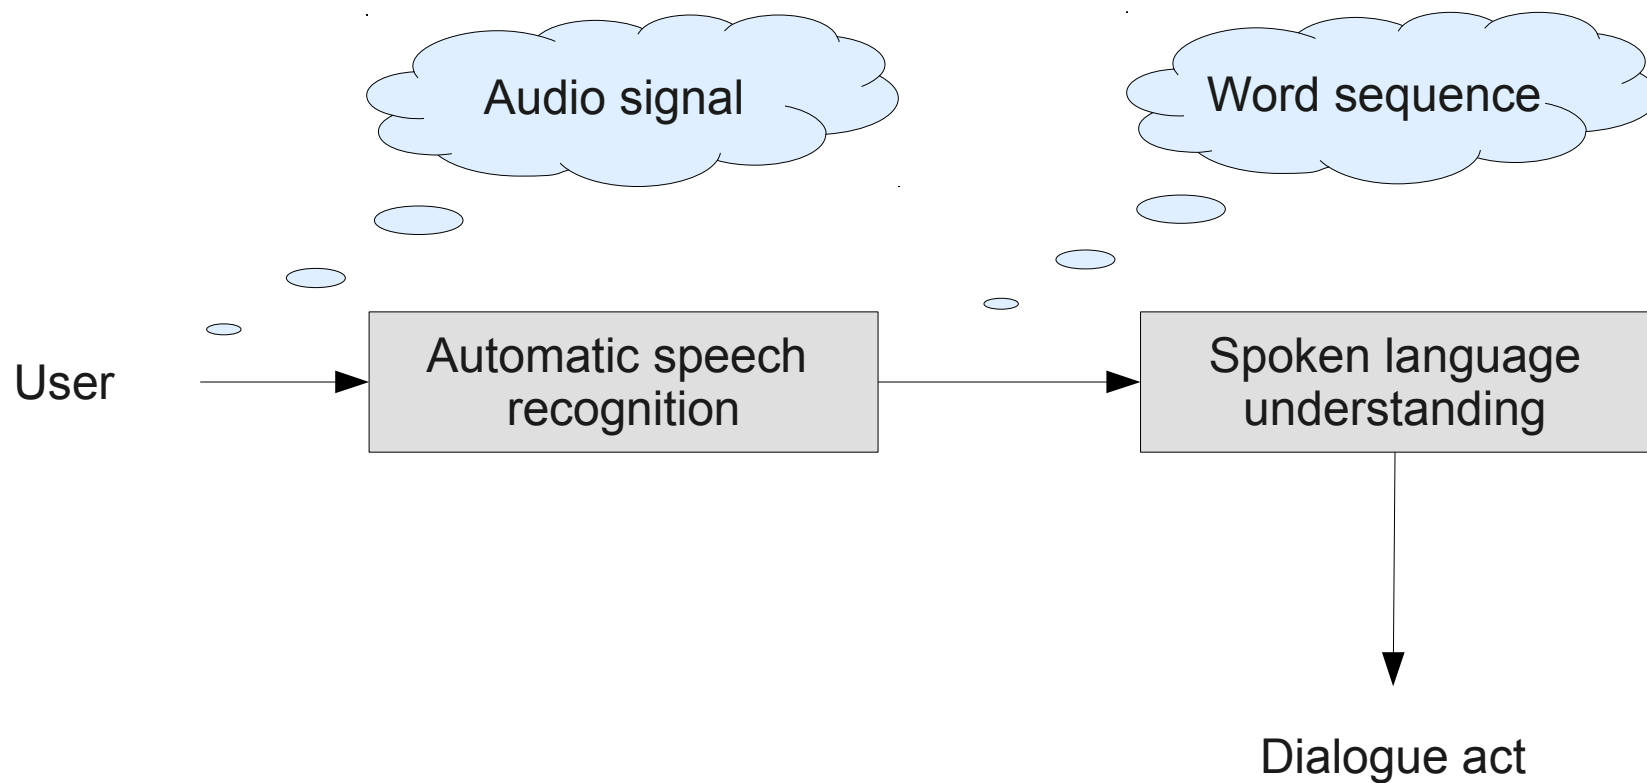 Audio signal
Word sequence
User
Automatic speech
recognition
Spoken language
understanding
Dialogue act